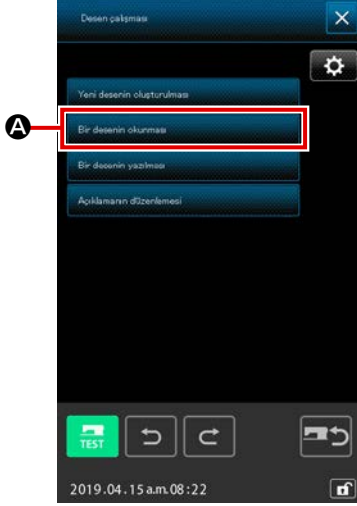 Desen çalışması
Yeni desenin oluşturulması
A
Bir desenin okunması
Bir desenin yazılması
Açıklamanın düzenlemesi
TEST
2019.04.15 a.m. 08:22